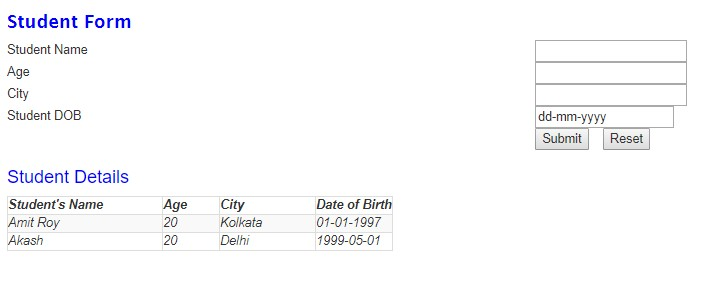 Student Form
Student Name
Age
City
Student DOB dd-mm-yyyy
Submit Reset
Student Details
Student's Name Age City Date of Birth
Amit Roy 20 Kolkata 01-01-1997
Akash 20 Delhi 1999-05-01